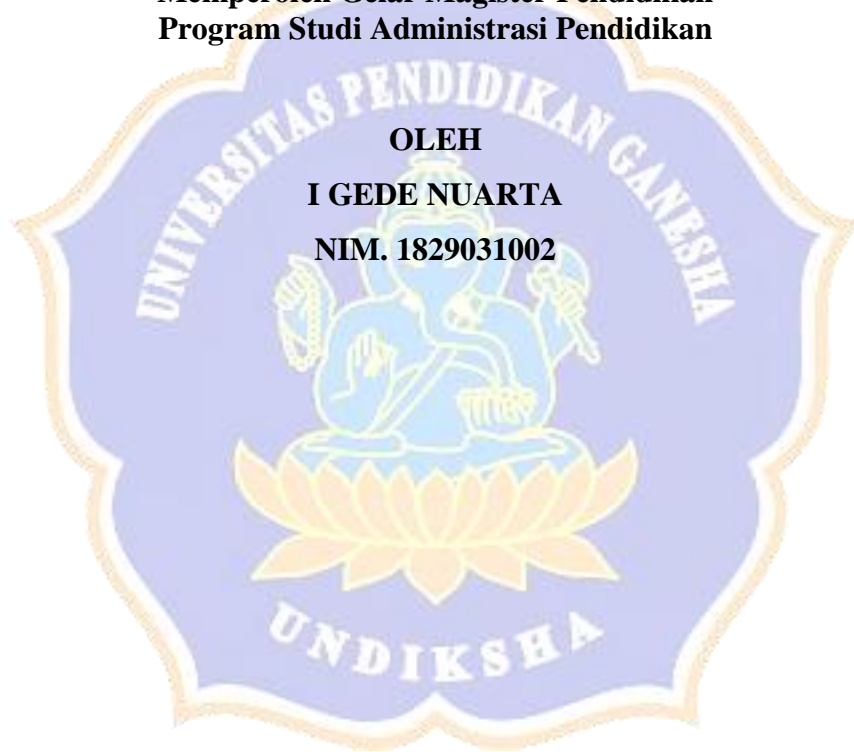 Memperoleh Gelar Magister Pendidikan
Program Studi Administrasi Pendidikan
UNIVERSITAS PENDIDIKAN GANESHA
OLEH
I GEDE NUARTA
NIM. 1829031002
UNDIKSHA